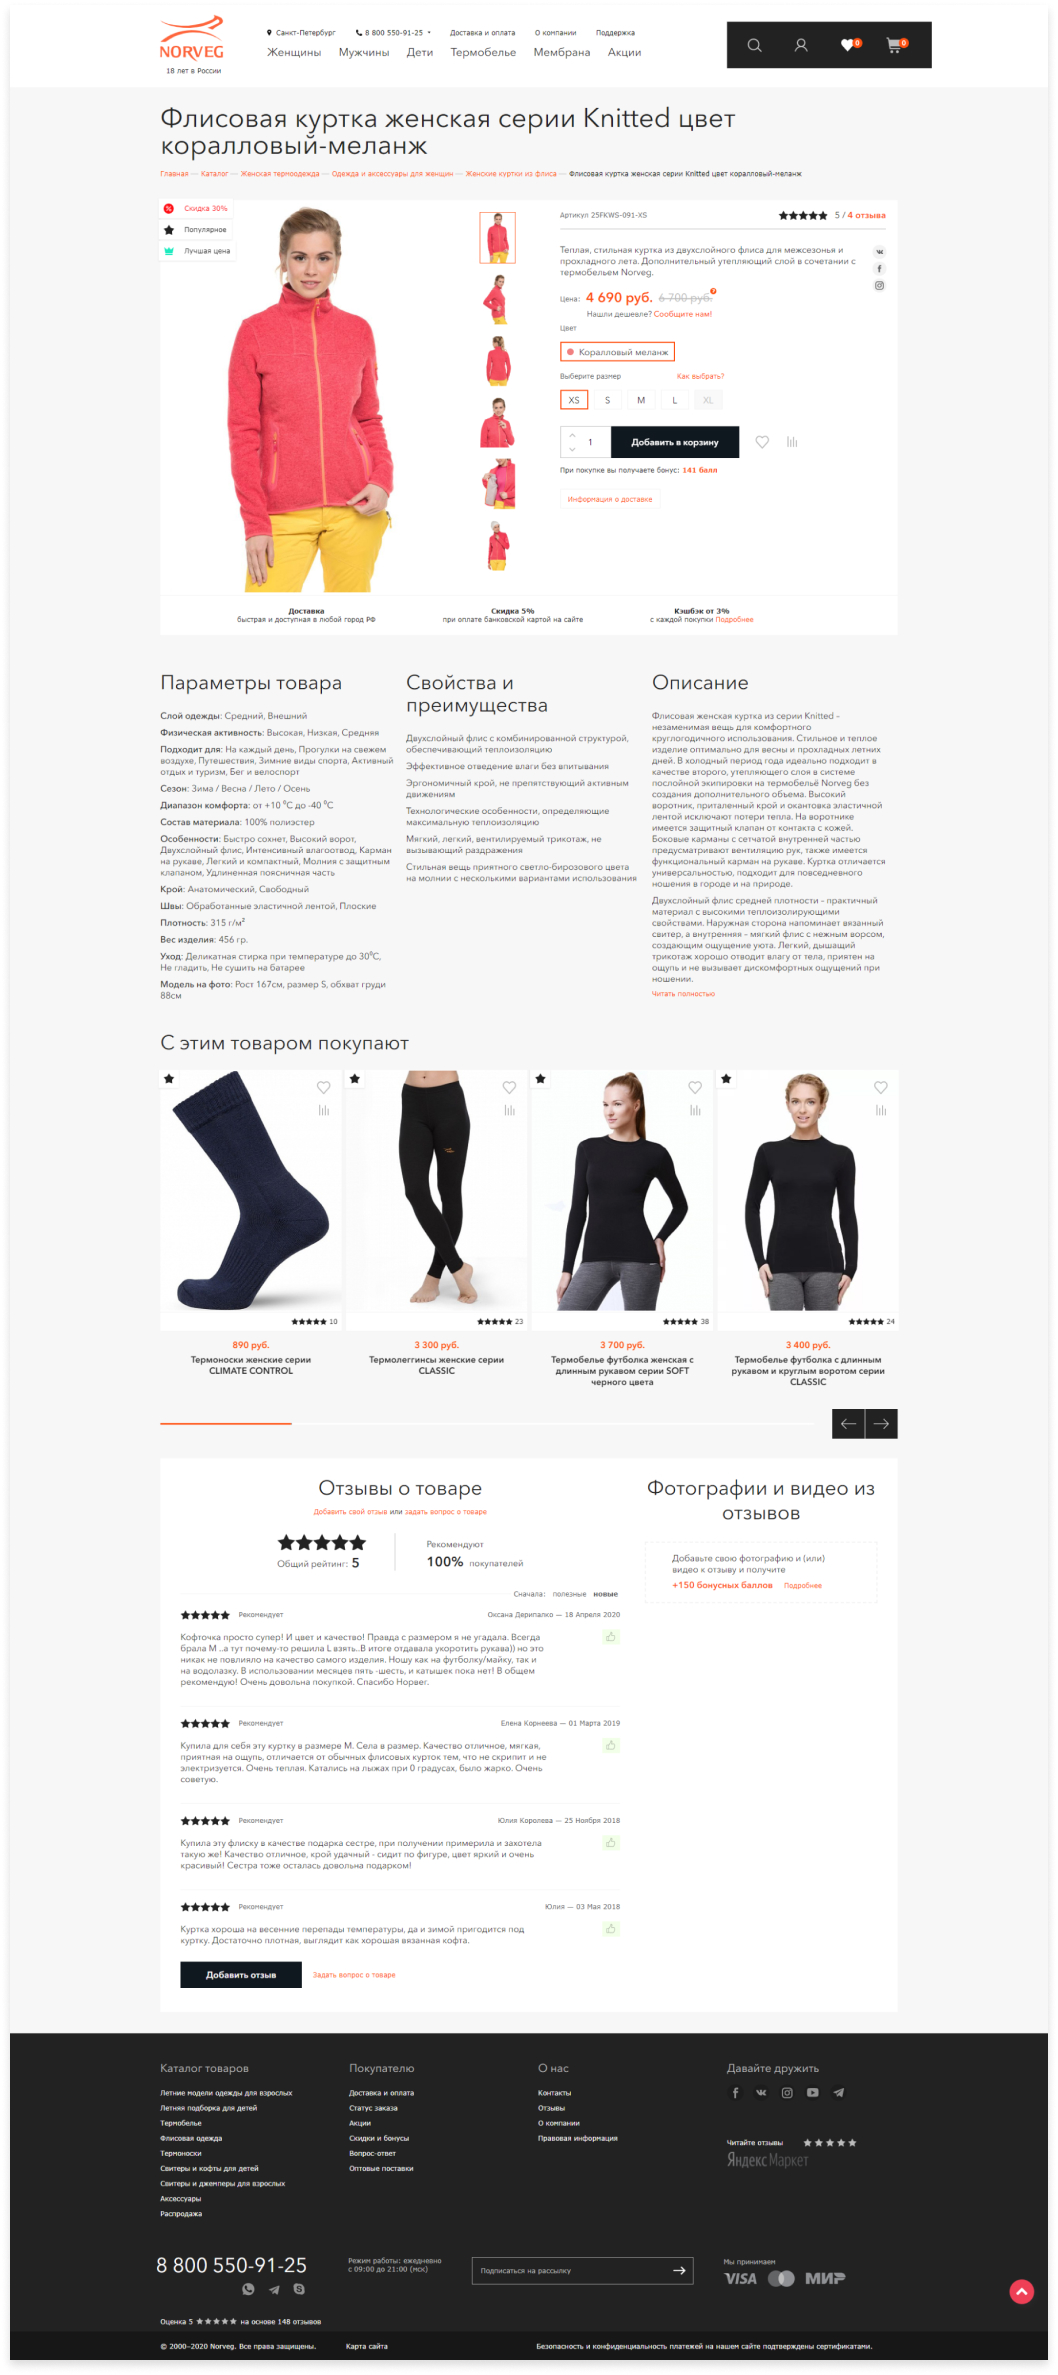 NORVEG
18 лет в России
Санкт-Петербург
8 800 550-91-25
Доставка и оплата
О компании
Поддержка
Женщины
Мужчины
Дети
Термобелье
Мембрана
Акции
0
0
Флисовая куртка женская серии Knitted цвет
коралловый-меланж
Главная — Каталог — Женская термоодежда — Одежда и аксессуары для женщин — Женские куртки из флиса — Флисовая куртка женская серии Knitted цвет коралловый-меланж
Скидка 30%
Популярное
Лучшая цена
Артикул 25FKWS-091-XS
5 / 4 отзыва
Теплая, стильная куртка из двухслойного флиса для межсезонья и
прохладного лета. Дополнительный утепляющий слой в сочетании с
термобельем Norveg.
Цена: 4 690 руб. 6 700 руб.
Нашли дешевле? Сообщите нам!
Цвет
Коралловый меланж
Выберите размер
Как выбрать?
XS S M L XL
1
Добавить в корзину
При покупке вы получаете бонус: 141 балл
Информация о доставке
Доставка
быстрая и доступная в любой город РФ
Скидка 5%
при оплате банковской картой на сайте
Кэшбэк от 3%
с каждой покупки Подробнее
Параметры товара
Слой одежды: Средний, Внешний
Физическая активность: Высокая, Низкая, Средняя
Подходит для: На каждый день, Прогулки на свежем
воздухе, Путешествия, Зимние виды спорта, Активный
отдых и туризм, Бег и велоспорт
Сезон: Зима / Весна / Лето / Осень
Диапазон комфорта: от +10 ⁰C до -40 ⁰C
Состав материала: 100% полиэстер
Особенности: Быстро сохнет, Высокий ворот,
Двухслойный флис, Интенсивный влагоотвод, Карман
на рукаве, Легкий и компактный, Молния с защитным
клапаном, Удлиненная поясничная часть
Крой: Анатомический, Свободный
Швы: Обработанные эластичной лентой, Плоские
Плотность: 315 г/м²
Вес изделия: 456 гр.
Уход: Деликатная стирка при температуре до 30⁰С,
Не гладить, Не сушить на батарее
Модель на фото: Рост 167см, размер S, обхват груди
88см
Свойства и
преимущества
Двухслойный флис с комбинированной структурой,
обеспечивающий теплоизоляцию
Эффективное отведение влаги без впитывания
Эргономичный крой, не препятствующий активным
движениям
Технологические особенности, определяющие
максимальную теплоизоляцию
Мягкий, легкий, вентилируемый трикотаж, не
вызывающий раздражения
Стильная вещь приятного светло-бирозового цвета
на молнии с несколькими вариантами использования
Описание
Флисовая женская куртка из серии Knitted –
незаменимая вещь для комфортного
круглогодичного использования. Стильное и теплое
изделие оптимально для весны и прохладных летних
дней. В холодный период года идеально подходит в
качестве второго, утепляющего слоя в системе
послойной экипировки на термобельё Norveg без
создания дополнительного объема. Высокий
воротник, приталенный крой и окантовка эластичной
лентой исключают потери тепла. На воротнике
имеется защитный клапан от контакта с кожей.
Боковые карманы с сетчатой внутренней частью
предусматривают вентиляцию рук, также имеется
функциональный карман на рукаве. Куртка отличается
универсальностью, подходит для повседневного
ношения в городе и на природе.
Двухслойный флис средней плотности – практичный
материал с высокими теплоизолирующими
свойствами. Наружная сторона напоминает вязанный
свитер, а внутренняя – мягкий флис с нежным ворсом,
создающим ощущение уюта. Легкий, дышащий
трикотаж хорошо отводит влагу от тела, приятен на
ощупь и не вызывает дискомфортных ощущений при
ношении.
Читать полностью
С этим товаром покупают
10
890 руб.
Термоноски женские серии
CLIMATE CONTROL
23
3 300 руб.
Термолеггинсы женские серии
CLASSIC
38
3 700 руб.
Термобелье футболка женская с
длинным рукавом серии SOFT
черного цвета
24
3 400 руб.
Термобелье футболка с длинным
рукавом и круглым воротом серии
CLASSIC
Отзывы о товаре
Добавить свой отзыв или задать вопрос о товаре
Общий рейтинг: 5
Рекомендуют
100% покупателей
Сначала: полезные новые
Рекомендует
Оксана Дерипалко — 18 Апреля 2020
Кофточка просто супер! И цвет и качество! Правда с размером я не угадала. Всегда
брала М ..а тут почему-то решила L взять..В итоге отдавала укоротить рукава)) но это
никак не повлияло на качество самого изделия. Ношу как на футболку/майку, так и
на водолазку. В использовании месяцев пять -шесть, и катышек пока нет! В общем
рекомендую! Очень довольна покупкой. Спасибо Норвег.
Рекомендует
Елена Корнеева — 01 Марта 2019
Купила для себя эту куртку в размере М. Села в размер. Качество отличное, мягкая,
приятная на ощупь, отличается от обычных флисовых курток тем, что не скрипит и не
электризуется. Очень теплая. Катались на лыжах при 0 градусах, было жарко. Очень
советую.
Рекомендует
Юлия Королева — 25 Ноября 2018
Купила эту флиску в качестве подарка сестре, при получении примерила и захотела
такую же! Качество отличное, крой удачный - сидит по фигуре, цвет яркий и очень
красивый! Сестра тоже осталась довольна подарком!
Рекомендует
Юлия — 03 Мая 2018
Куртка хороша на весенние перепады температуры, да и зимой пригодится под
куртку. Достаточно плотная, выглядит как хорошая вязанная кофта.
Добавить отзыв
Задать вопрос о товаре
Фотографии и видео из
отзывов
Добавьте свою фотографию и (или)
видео к отзыву и получите
+150 бонусных баллов Подробнее
Каталог товаров
Летние модели одежды для взрослых
Летняя подборка для детей
Термобелье
Флисовая одежда
Термоноски
Свитеры и кофты для детей
Свитеры и джемперы для взрослых
Аксессуары
Распродажа
Покупателю
Доставка и оплата
Статус заказа
Акции
Скидки и бонусы
Вопрос-ответ
Оптовые поставки
О нас
Контакты
Отзывы
О компании
Правовая информация
Давайте дружить
Читайте отзывы
Яндекс Маркет
8 800 550-91-25
Режим работы: ежедневно
с 09:00 до 21:00 (мск)
Подписаться на рассылку
Мы принимаем
VISA
МИР
Оценка 5 ★★★★★ на основе 148 отзывов
© 2000–2020 Norveg. Все права защищены.
Карта сайта
Безопасность и конфиденциальность платежей на нашем сайте подтверждены сертификатами.